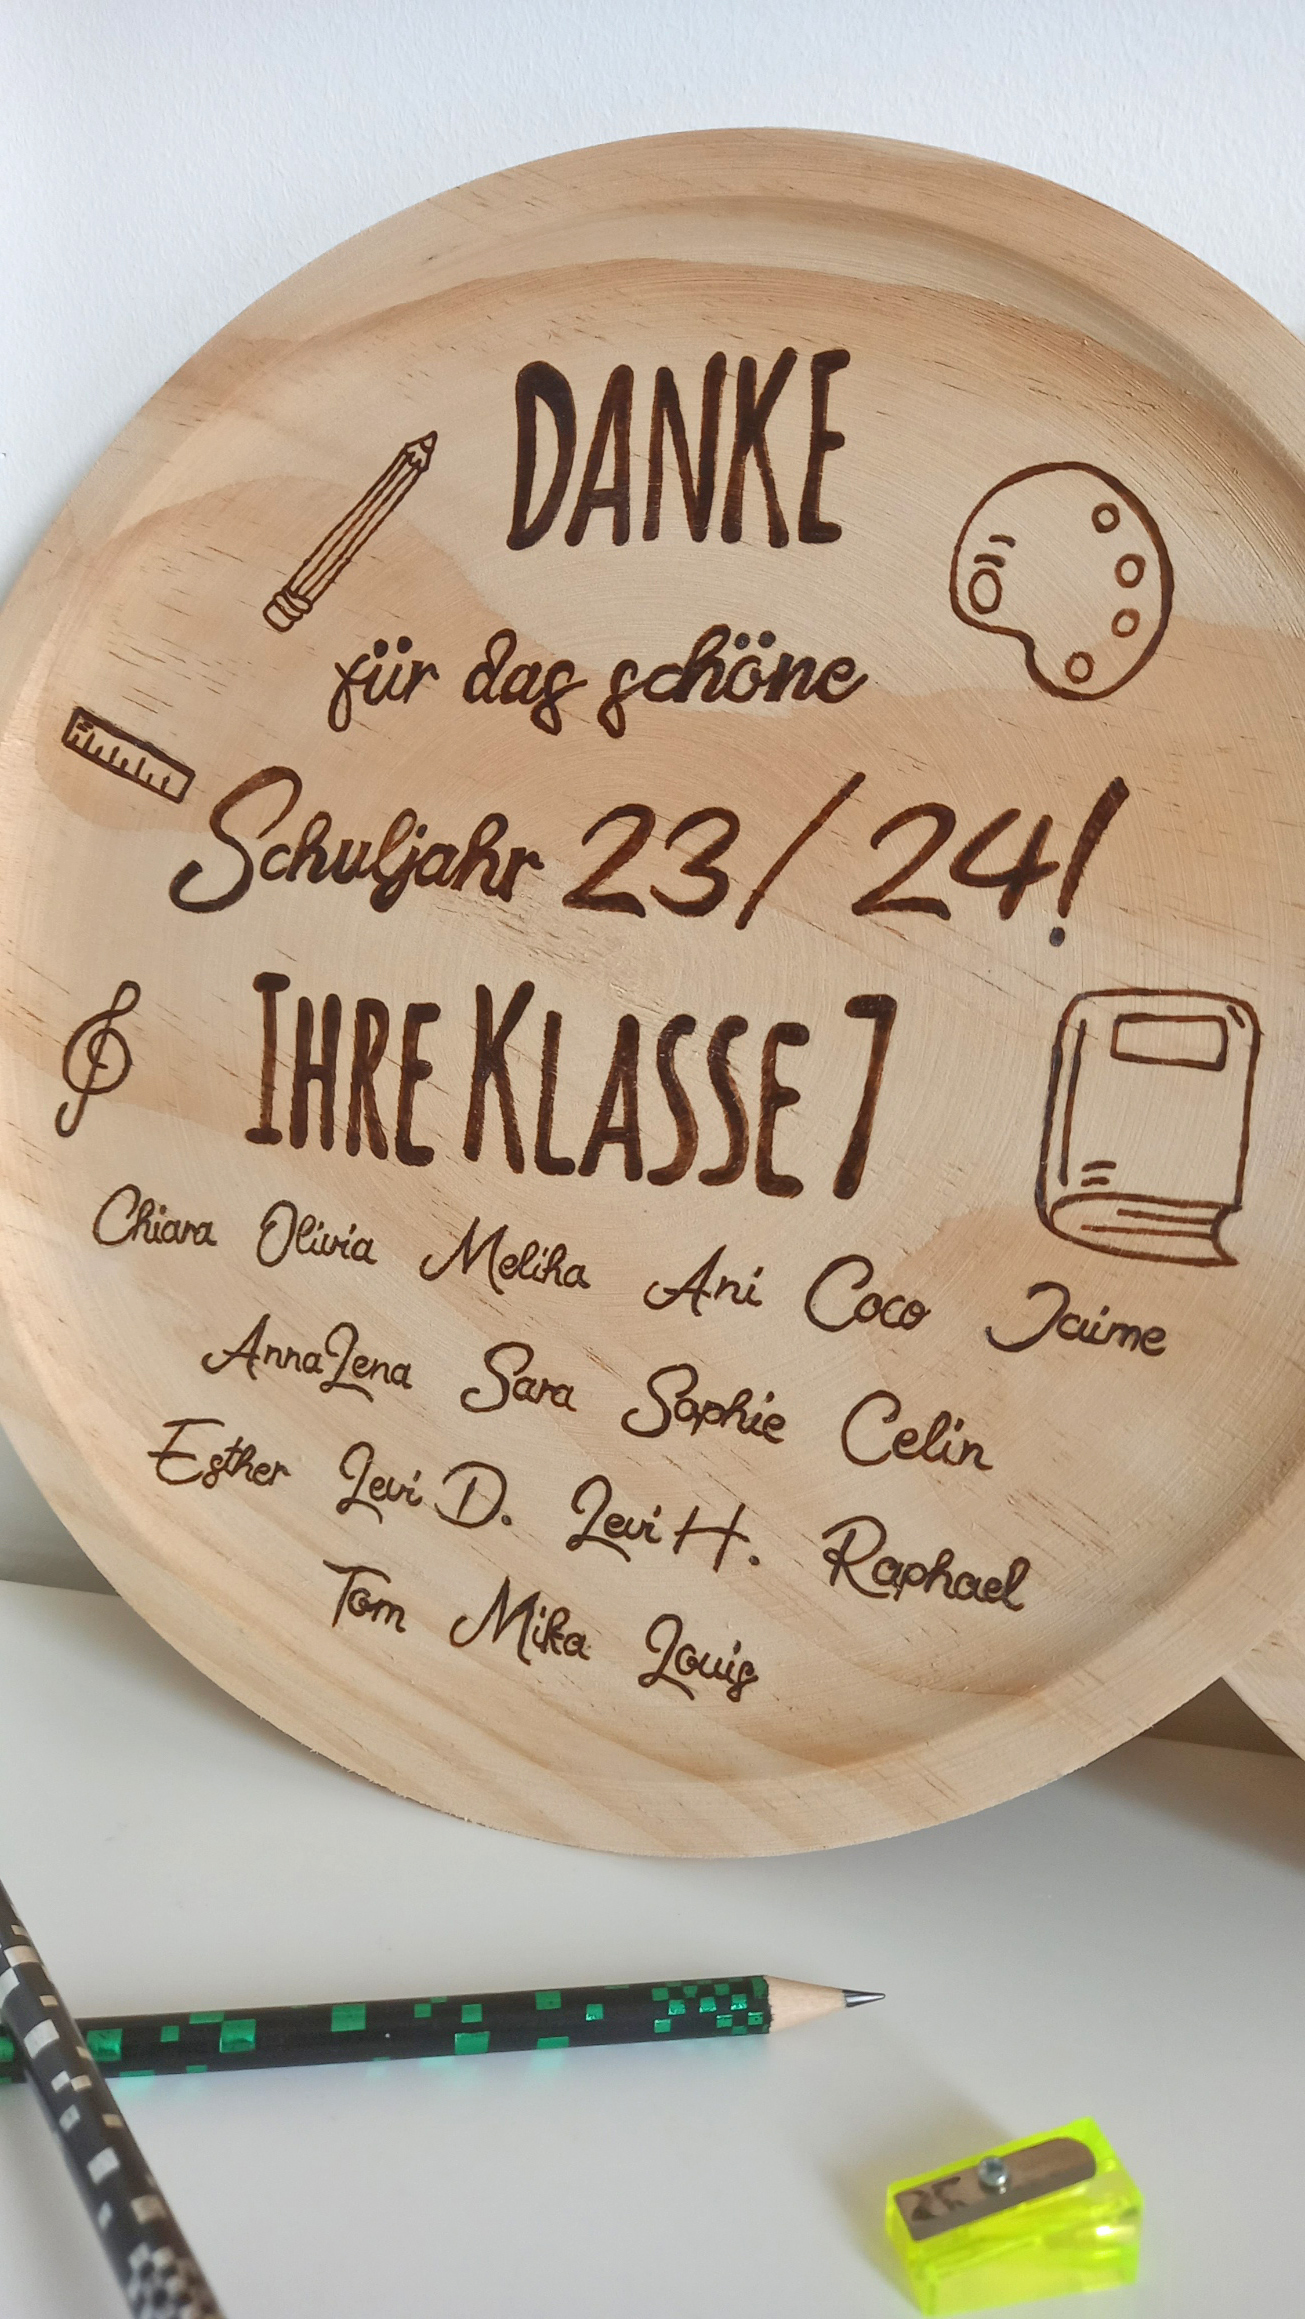 DANKE
für das schöne
Schuljahr 23/24!
IHRE KLASSE 7
Chiara Olivia Meliha Ani Coco Jaime
AnnaLena Sara Sophie Celin
Esther Levi D. Levi H. Raphael
Tom Mika Louis